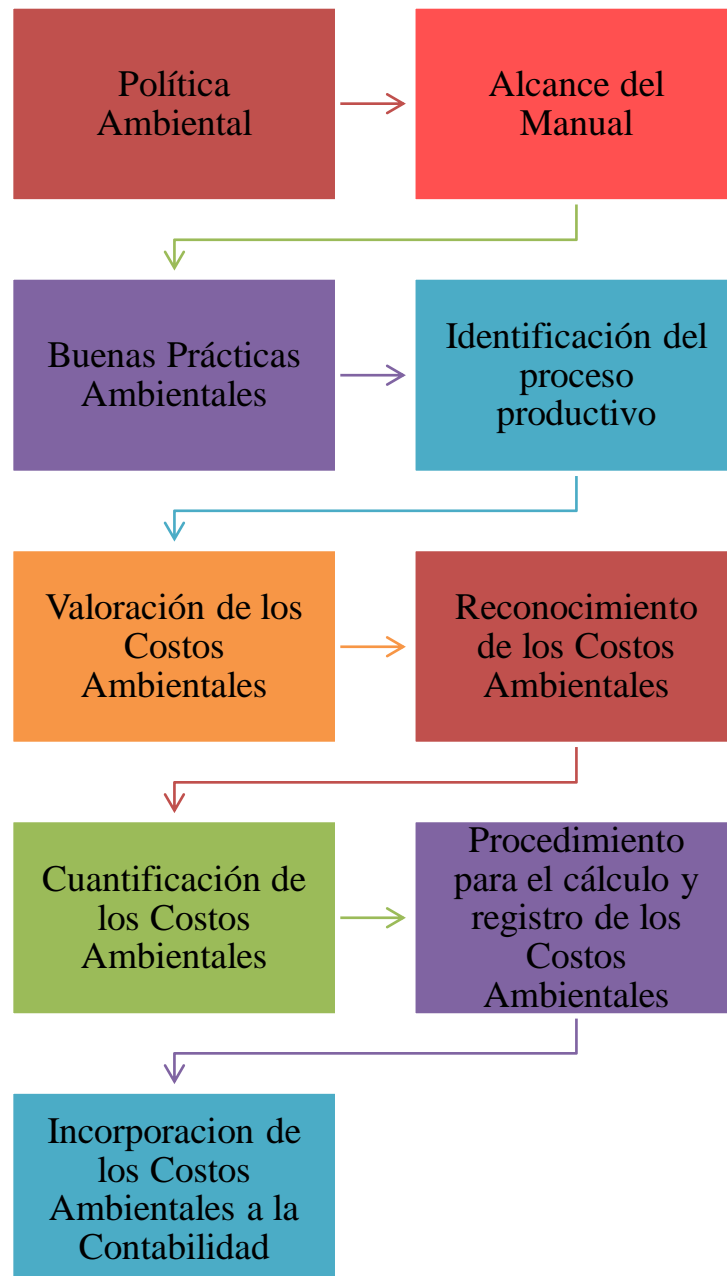 Política
Ambiental
Alcance del
Manual
Buenas Prácticas
Ambientales
Identificación del
proceso
productivo
Valoración de los
Costos
Ambientales
Reconocimiento
de los Costos
Ambientales
Cuantificación de
los Costos
Ambientales
Procedimiento
para el cálculo y
registro de los
Costos
Ambientales
Incorporacion de
los Costos
Ambientales a la
Contabilidad